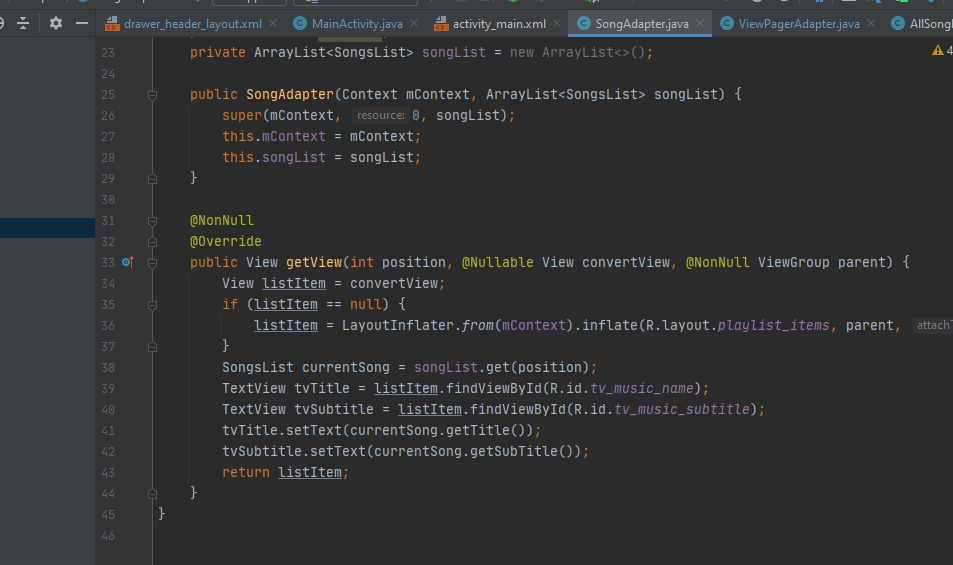 drawer_header_layout.xml MainActivity.java activity_main.xml SongAdapter.java ViewPagerAdapter.java AllSong
4
23 private ArrayList<SongsList> songList = new ArrayList<>();
24
25 public SongAdapter(Context mContext, ArrayList<SongsList> songList) {
26 super(mContext, resource: 0, songList);
27 this.mContext = mContext;
28 this.songList = songList;
29 }
30
31 @NonNull
32 @Override
33 public View getView(int position, @Nullable View convertView, @NonNull ViewGroup parent) {
34 View listItem = convertView;
35 if (listItem == null) {
36 listItem = LayoutInflater.from(mContext).inflate(R.layout.playlist_items, parent, attach
37 }
38 SongsList currentSong = songList.get(position);
39 TextView tvTitle = listItem.findViewById(R.id.tv_music_name);
40 TextView tvSubtitle = listItem.findViewById(R.id.tv_music_subtitle);
41 tvTitle.setText(currentSong.getTitle());
42 tvSubtitle.setText(currentSong.getSubTitle());
43 return listItem;
44 }
45 }
46